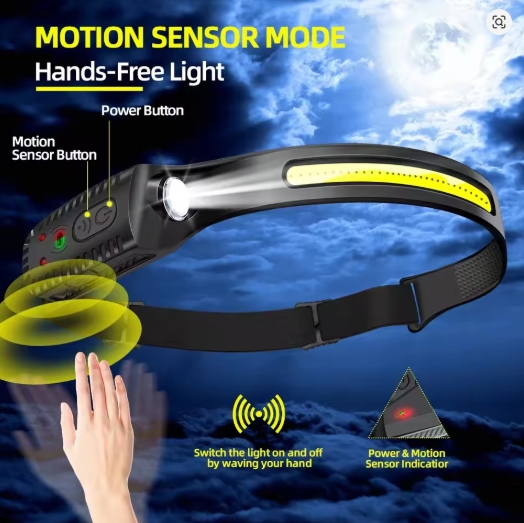 MOTION SENSOR MODE
Hands-Free Light
Power Button
Motion
Sensor Button
Switch the light on and off
by waving your hand
Power & Motion
Sensor Indicatior